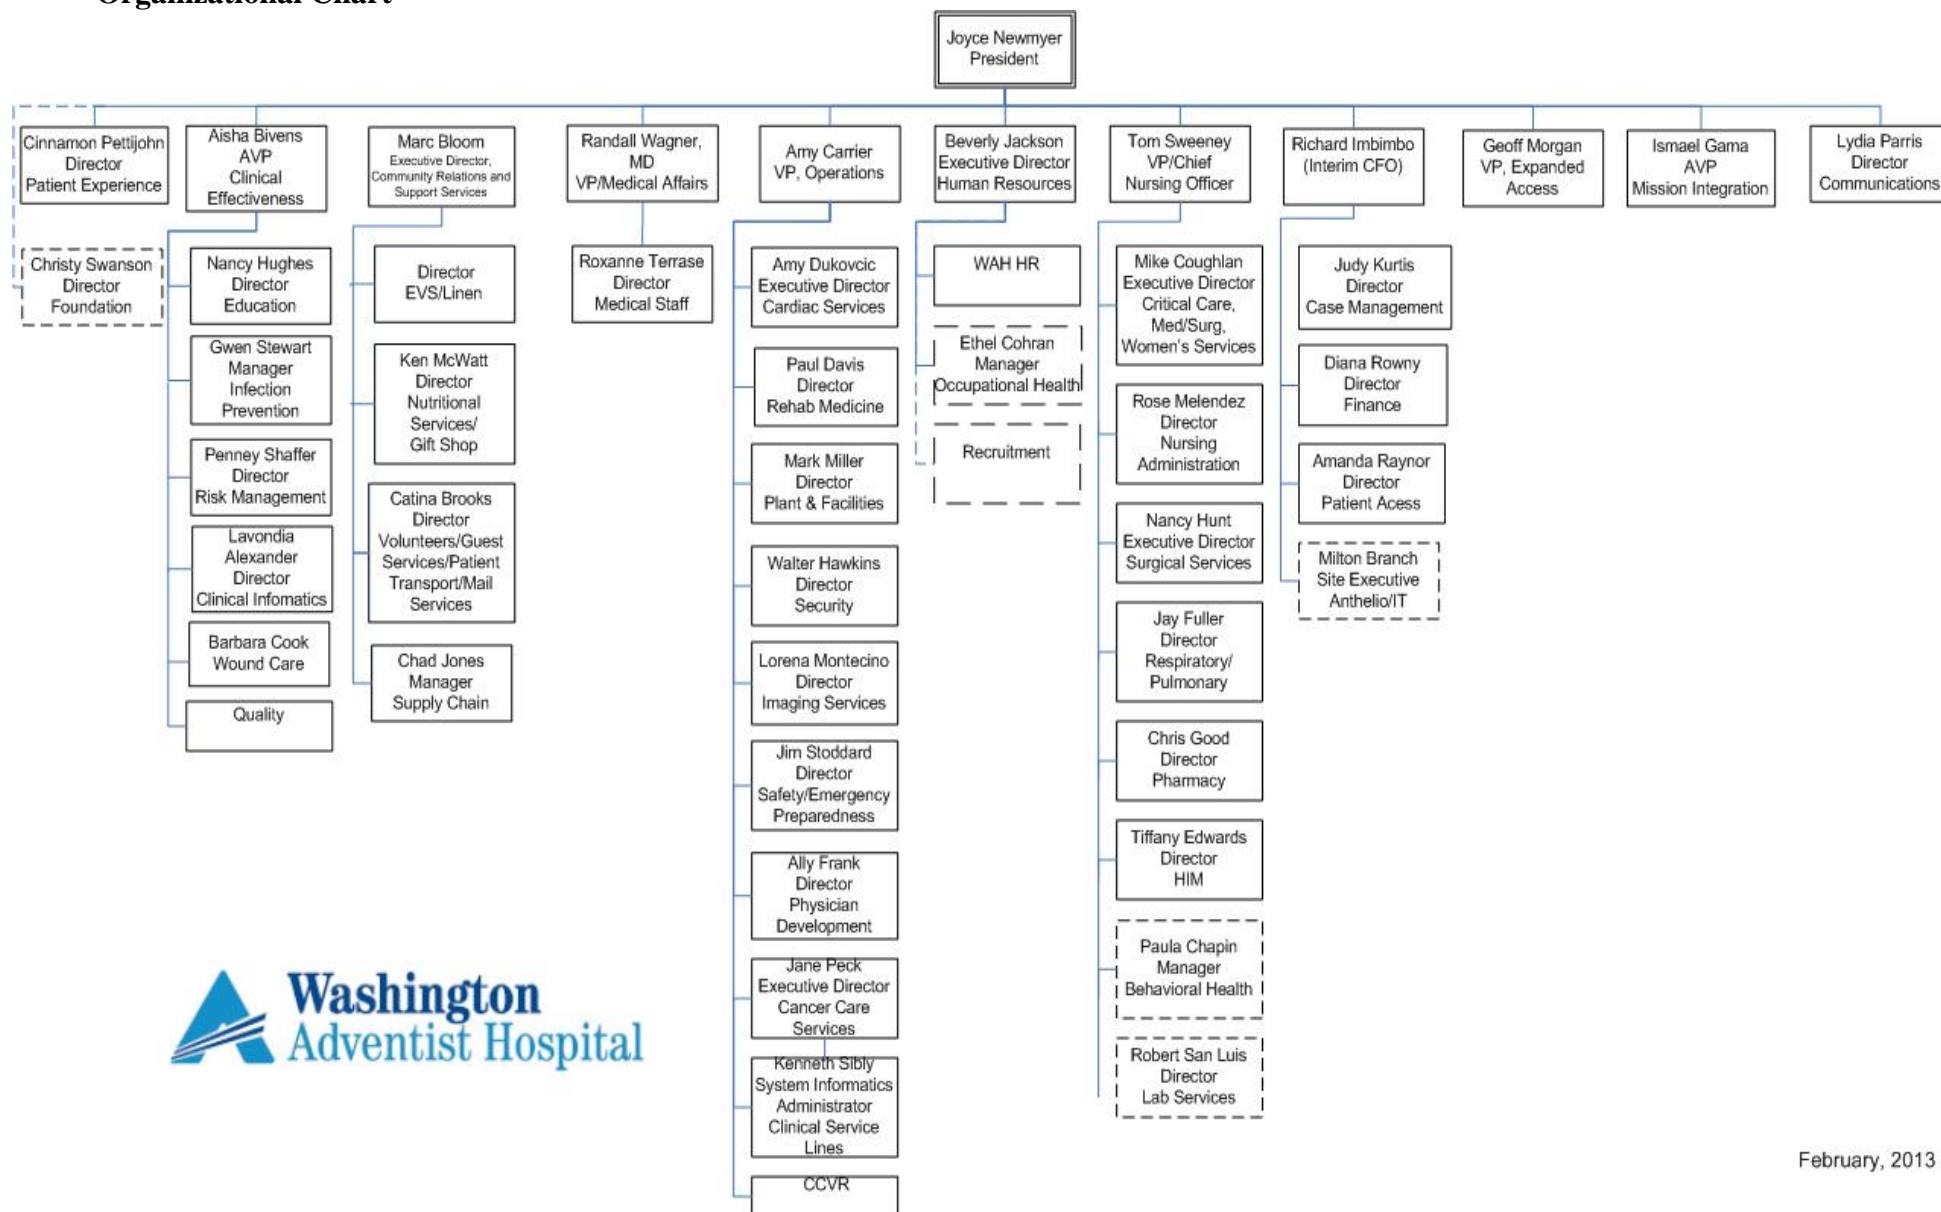 Organizational Chart
Joyce Newmyer
President
Cinnamon Pettijohn
Director
Patient Experience
Aisha Bivens
AVP
Clinical
Effectiveness
Marc Bloom
Executive Director,
Community Relations and
Support Services
Randall Wagner,
MD
VP/Medical Affairs
Amy Carrier
VP, Operations
Beverly Jackson
Executive Director
Human Resources
Tom Sweeney
VP/Chief
Nursing Officer
Richard Imbimbo
(Interim CFO)
Geoff Morgan
VP, Expanded
Access
Ismael Gama
AVP
Mission Integration
Lydia Parris
Director
Communications
Christy Swanson
Director
Foundation
Nancy Hughes
Director
Education
Gwen Stewart
Manager
Infection
Prevention
Penney Shaffer
Director
Risk Management
Lavondia
Alexander
Director
Clinical Infomatics
Barbara Cook
Wound Care
Quality
Director
EVS/Linen
Ken McWatt
Director
Nutritional
Services/
Gift Shop
Catina Brooks
Director
Volunteers/Guest
Services/Patient
Transport/Mail
Services
Chad Jones
Manager
Supply Chain
Roxanne Terrase
Director
Medical Staff
Amy Dukovcic
Executive Director
Cardiac Services
Paul Davis
Director
Rehab Medicine
Mark Miller
Director
Plant & Facilities
Walter Hawkins
Director
Security
Lorena Montecino
Director
Imaging Services
Jim Stoddard
Director
Safety/Emergency
Preparedness
Ally Frank
Director
Physician
Development
Jane Peck
Executive Director
Cancer Care
Services
Kenneth Sibly
System Informatics
Administrator
Clinical Service
Lines
CCVR
WAH HR
Ethel Cohran
Manager
Occupational Health
Recruitment
Mike Coughlan
Executive Director
Critical Care,
Med/Surg,
Women's Services
Rose Melendez
Director
Nursing
Administration
Nancy Hunt
Executive Director
Surgical Services
Jay Fuller
Director
Respiratory/
Pulmonary
Chris Good
Director
Pharmacy
Tiffany Edwards
Director
HIM
Paula Chapin
Manager
Behavioral Health
Robert San Luis
Director
Lab Services
Judy Kurtis
Director
Case Management
Diana Rowny
Director
Finance
Amanda Raynor
Director
Patient Acess
Milton Branch
Site Executive
Anthelio/IT
Washington
Adventist Hospital
February, 2013